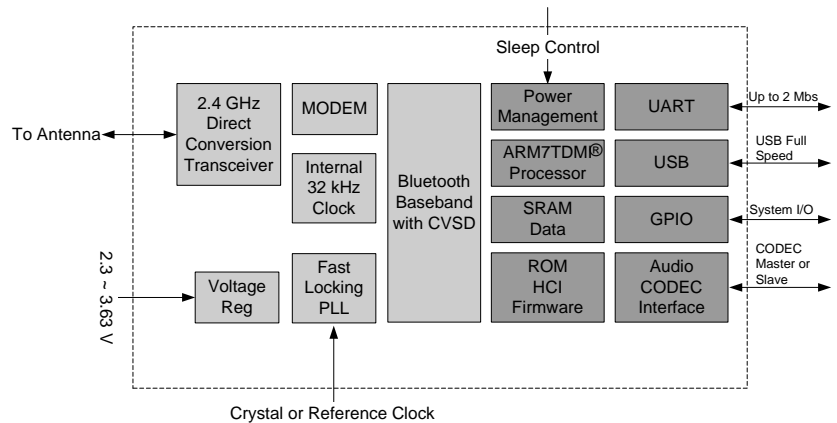 Sleep Control
2.4 GHz
Direct
Conversion
Transceiver
MODEM
Internal
32 kHz
Clock
Voltage
Reg
Fast
Locking
PLL
Bluetooth
Baseband
with CVSD
Power
Management
ARM7TDMI®
Processor
SRAM
Data
ROM
HCI
Firmware
UART
USB
GPIO
Audio
CODEC
Interface
To Antenna
2.3 ~ 3.63 V
Up to 2 Mbs
USB Full
Speed
System I/O
CODEC
Master or
Slave
Crystal or Reference Clock